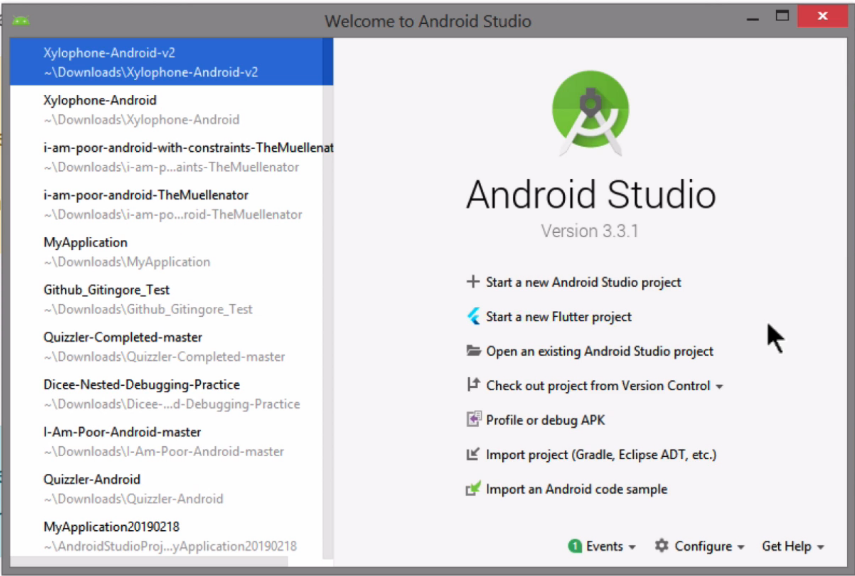 Welcome to Android Studio
Xylophone-Android-v2
~\Downloads\Xylophone-Android-v2
Xylophone-Android
~\Downloads\Xylophone-Android
i-am-poor-android-with-constraints-TheMuellenat
~\Downloads\i-am-p...aints-TheMuellenator
i-am-poor-android-TheMuellenator
~\Downloads\i-am-po...roid-TheMuellenator
MyApplication
~\Downloads\MyApplication
Github_Gitingore_Test
~\Downloads\Github_Gitingore_Test
Quizzler-Completed-master
~\Downloads\Quizzler-Completed-master
Dicee-Nested-Debugging-Practice
~\Downloads\Dicee-...d-Debugging-Practice
I-Am-Poor-Android-master
~\Downloads\I-Am-Poor-Android-master
Quizzler-Android
~\Downloads\Quizzler-Android
MyApplication20190218
~\AndroidStudioProj...yApplication20190218
Android Studio
Version 3.3.1
Start a new Android Studio project
Start a new Flutter project
Open an existing Android Studio project
Check out project from Version Control
Profile or debug APK
Import project (Gradle, Eclipse ADT, etc.)
Import an Android code sample
1 Events Configure Get Help